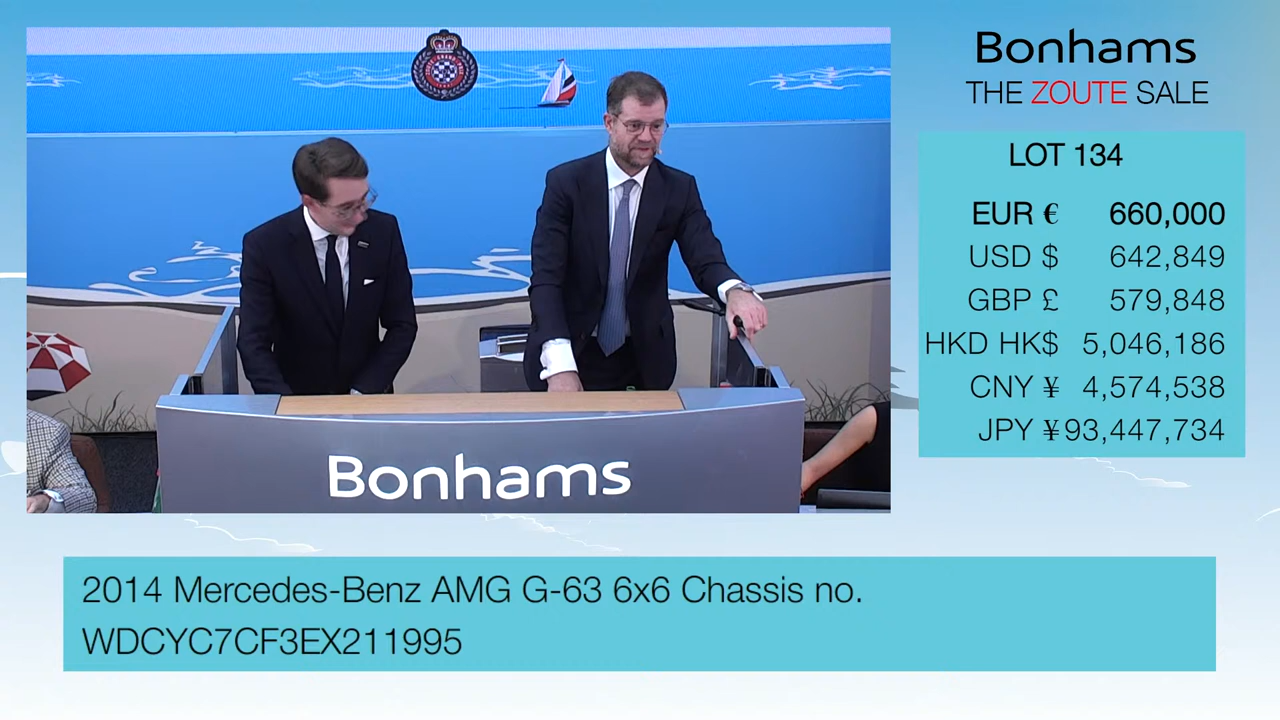 Bonhams
THE ZOUTE SALE
LOT 134
EUR € 660,000
USD $ 642,849
GBP £ 579,848
HKD HK$ 5,046,186
CNY ¥ 4,574,538
JPY ¥93,447,734
Bonhams
2014 Mercedes-Benz AMG G-63 6x6 Chassis no.
WDCYC7CF3EX211995